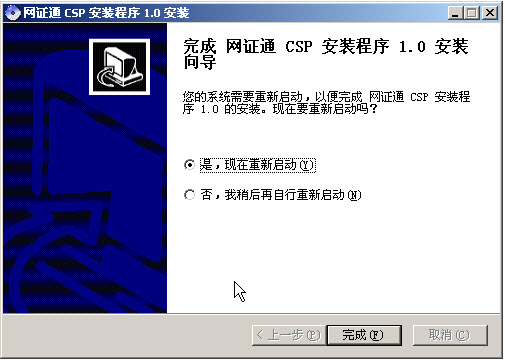 网证通 CSP 安装程序 1.0 安装
完成 网证通 CSP 安装程序 1.0 安装
向导
您的系统需要重新启动，以便完成 网证通 CSP 安装程
序 1.0 的安装。现在要重新启动吗？
是，现在重新启动(Y)
否，我稍后再自行重新启动(N)
< 上一步(P) 完成(F) 取消(C)